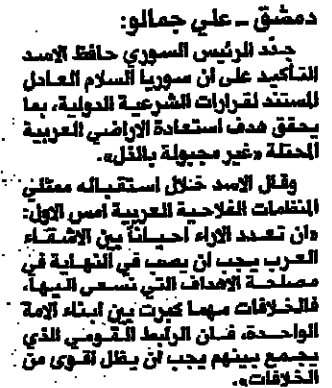 دمشق ـ علي جمالو:
جدّد الرئيس السوري حافظ الاسد
التأكيد على ان سوريا السلام العادل
المستند لقرارات الشرعية الدولية، بما
يحقق هدف استعادة الاراضي العربية
المحتلة «غير مجبولة بالذل».
وقال الاسد خلال استقباله ممثلي
المنظمات الفلاحية العربية امس الاول:
«ان تعدد الاراء احياناً بين الاشقاء
العرب يجب ان يصب في النهاية في
مصلحة الاهداف التي نسعى اليها،
فالخلافات مهما كبرت بين ابناء الامة
الواحدة، فان الرابط القومي الذي
يجمع بينهم يجب ان يظل اقوى من
الخلافات».